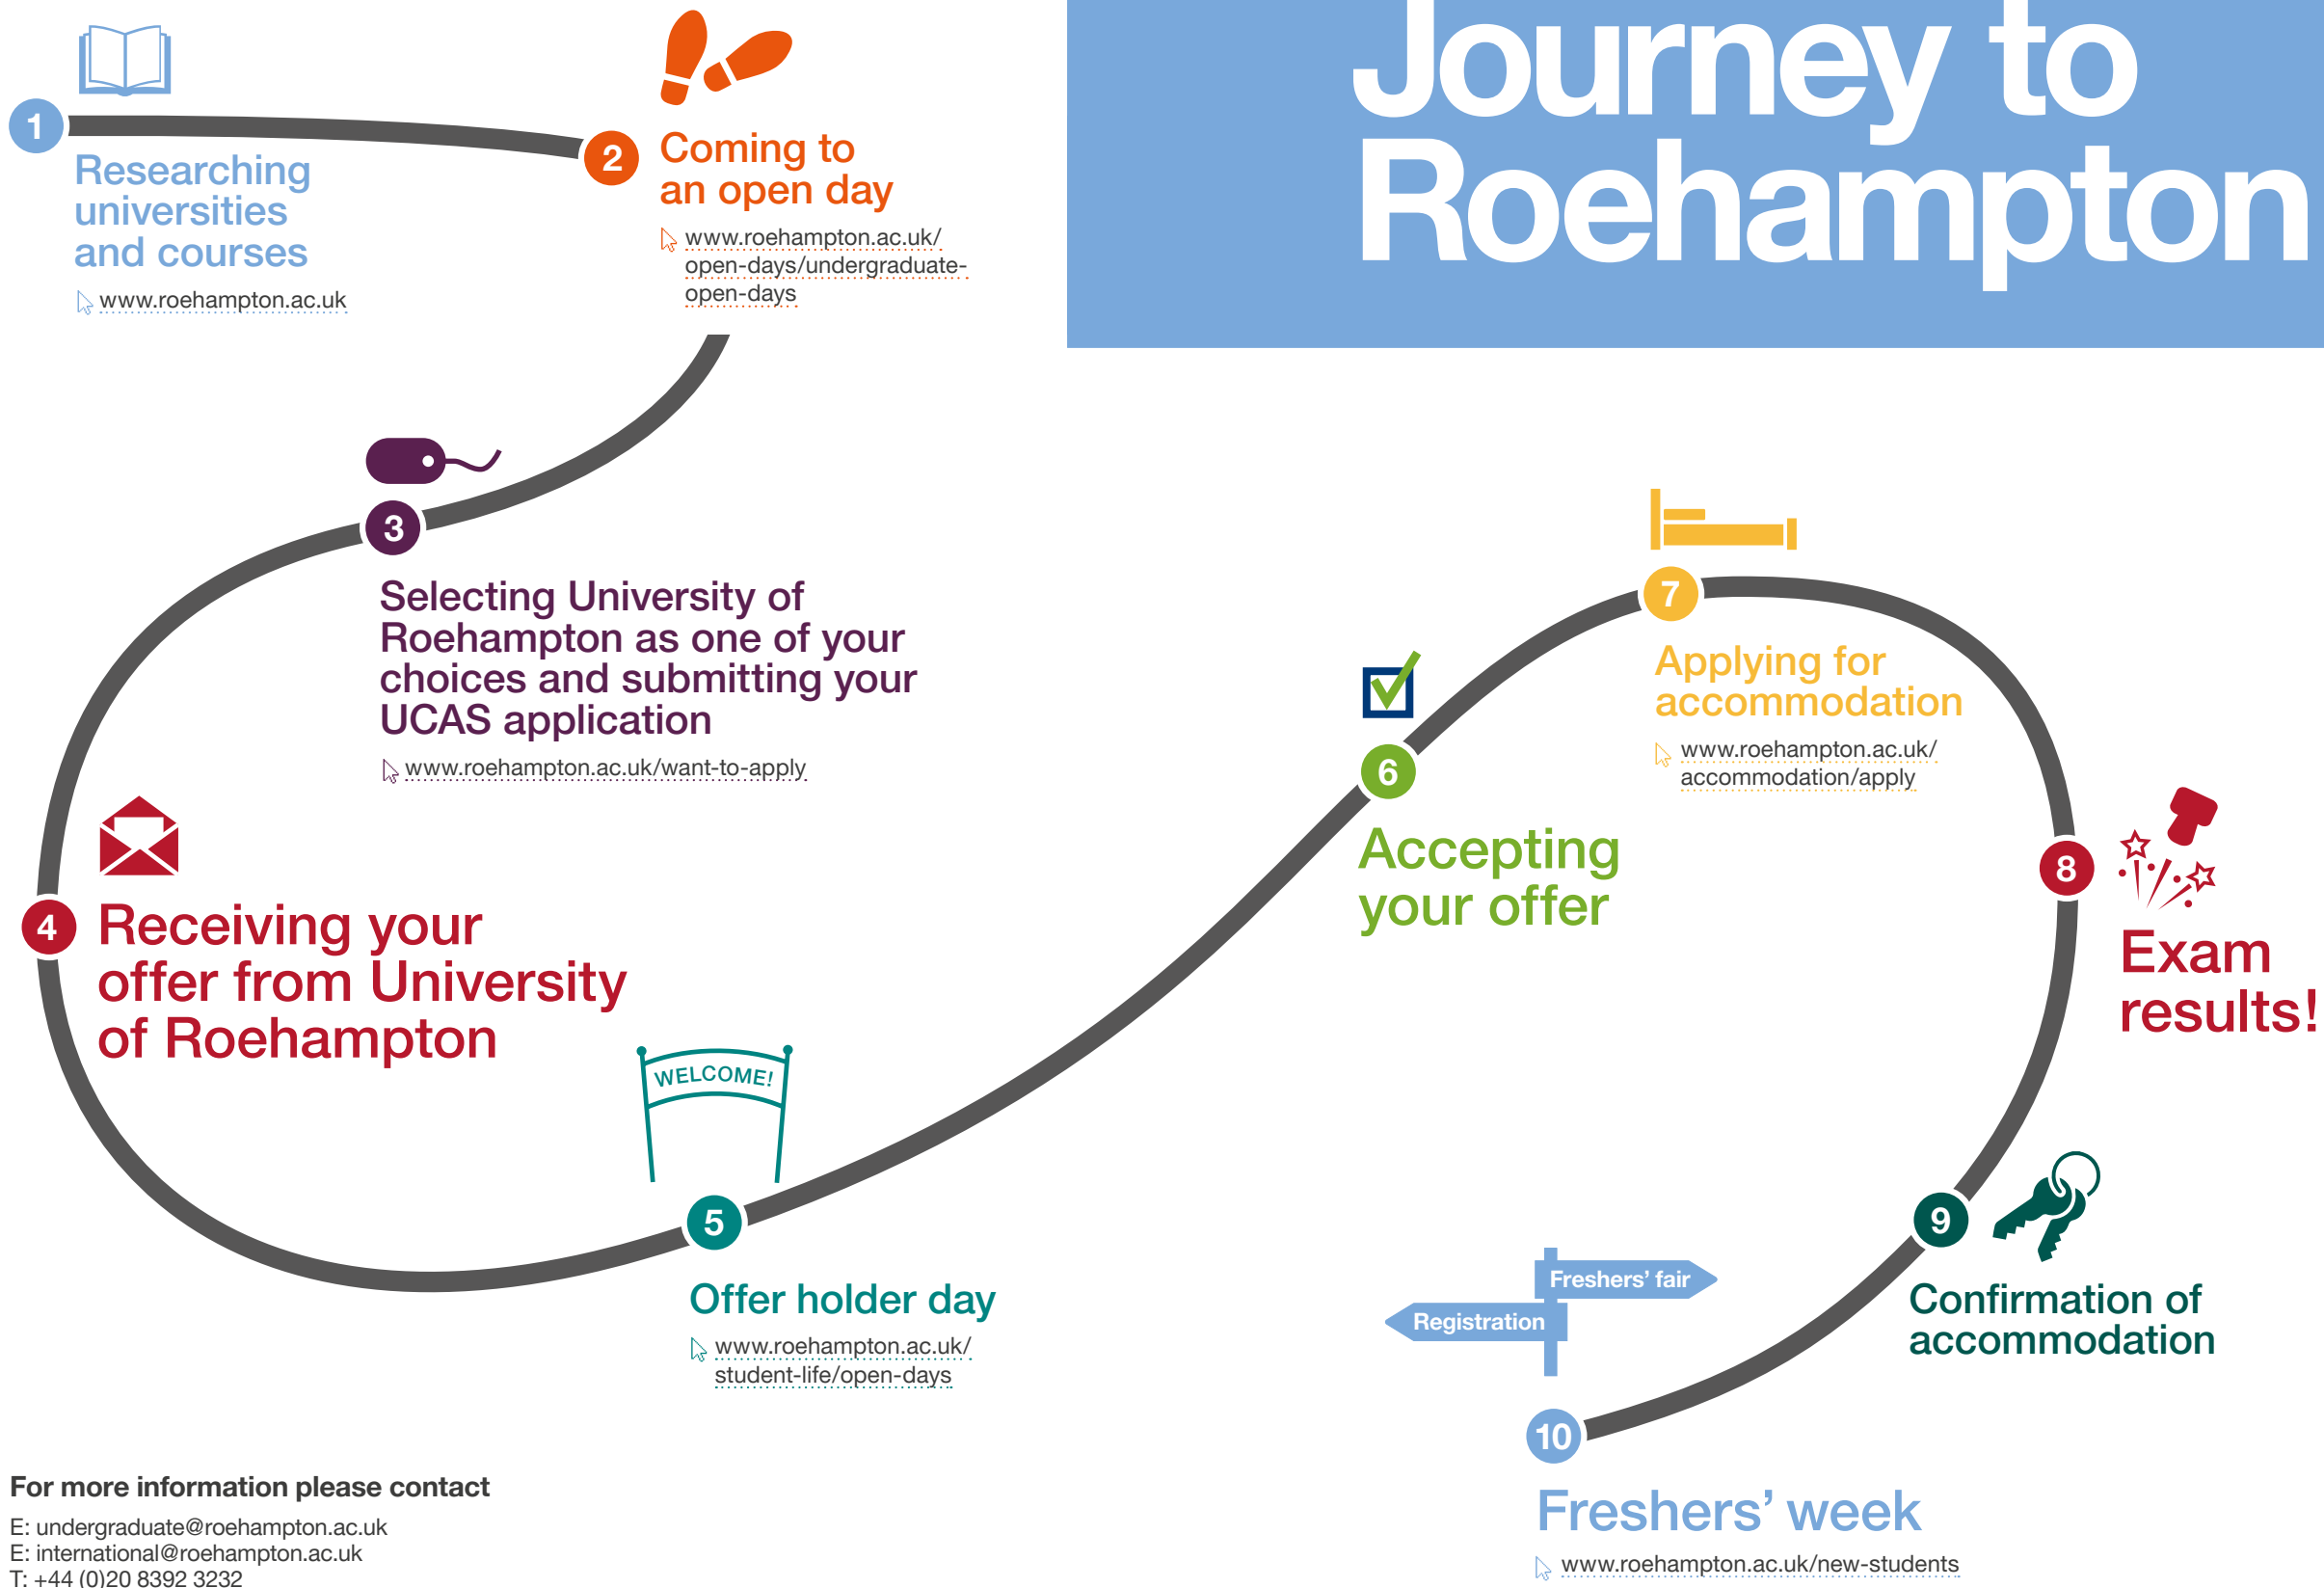 Journey to
Roehampton
1
Researching
universities
and courses
www.roehampton.ac.uk
2
Coming to
an open day
www.roehampton.ac.uk/
open-days/undergraduate-
open-days
3
Selecting University of
Roehampton as one of your
choices and submitting your
UCAS application
www.roehampton.ac.uk/want-to-apply
4
Receiving your
offer from University
of Roehampton
WELCOME!
5
Offer holder day
www.roehampton.ac.uk/
student-life/open-days
6
Accepting
your offer
7
Applying for
accommodation
www.roehampton.ac.uk/
accommodation/apply
8
Exam
results!
9
Confirmation of
accommodation
Freshers’ fair
Registration
10
Freshers’ week
www.roehampton.ac.uk/new-students
For more information please contact
E: undergraduate@roehampton.ac.uk
E: international@roehampton.ac.uk
T: +44 (0)20 8392 3232